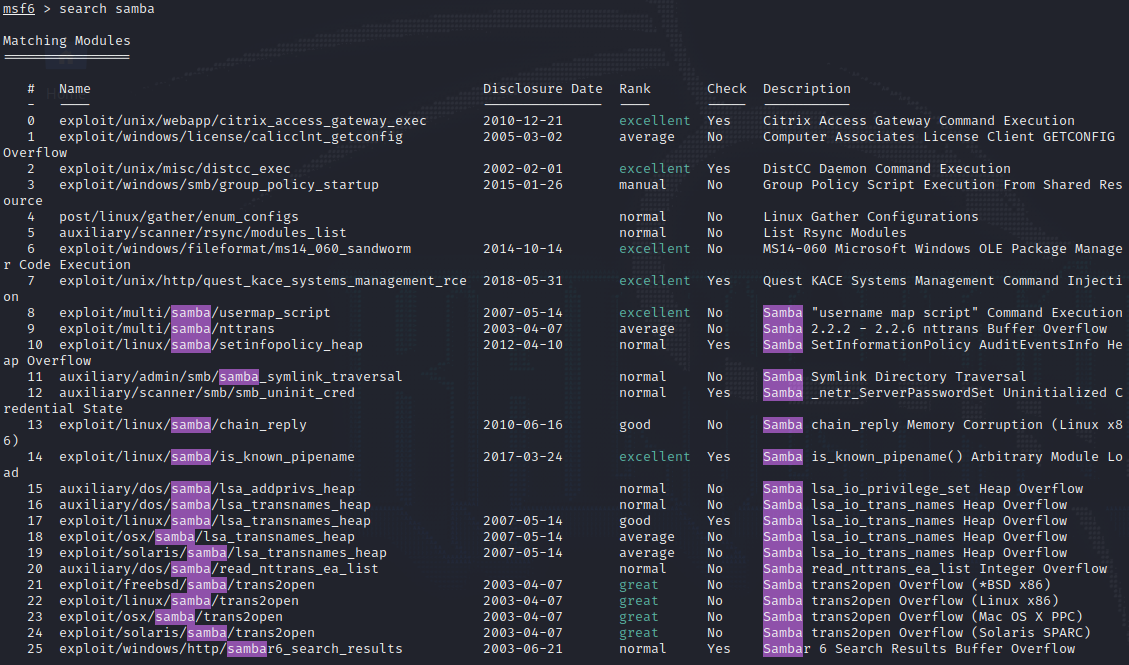 msf6 > search samba
Matching Modules
================
# Name Disclosure Date Rank Check Description
- ---- --------------- ---- ----- -----------
0 exploit/unix/webapp/citrix_access_gateway_exec 2010-12-21 excellent Yes Citrix Access Gateway Command Execution
1 exploit/windows/license/calicclnt_getconfig 2005-03-02 average No Computer Associates License Client GETCONFIG
Overflow
2 exploit/unix/misc/distcc_exec 2002-02-01 excellent Yes DistCC Daemon Command Execution
3 exploit/windows/smb/group_policy_startup 2015-01-26 manual No Group Policy Script Execution From Shared Res
ource
4 post/linux/gather/enum_configs normal No Linux Gather Configurations
5 auxiliary/scanner/rsync/modules_list normal No List Rsync Modules
6 exploit/windows/fileformat/ms14_060_sandworm 2014-10-14 excellent No MS14-060 Microsoft Windows OLE Package Manage
r Code Execution
7 exploit/unix/http/quest_kace_systems_management_rce 2018-05-31 excellent Yes Quest KACE Systems Management Command Injecti
on
8 exploit/multi/samba/usermap_script 2007-05-14 excellent No Samba "username map script" Command Execution
9 exploit/multi/samba/nttrans 2003-04-07 average No Samba 2.2.2 - 2.2.6 nttrans Buffer Overflow
10 exploit/linux/samba/setinfopolicy_heap 2012-04-10 normal Yes Samba SetInformationPolicy AuditEventsInfo He
ap Overflow
11 auxiliary/admin/smb/samba_symlink_traversal normal No Samba Symlink Directory Traversal
12 auxiliary/scanner/smb/smb_uninit_cred normal Yes Samba _netr_ServerPasswordSet Uninitialized C
redential State
13 exploit/linux/samba/chain_reply 2010-06-16 good No Samba chain_reply Memory Corruption (Linux x8
6)
14 exploit/linux/samba/is_known_pipename 2017-03-24 excellent Yes Samba is_known_pipename() Arbitrary Module Lo
ad
15 auxiliary/dos/samba/lsa_addprivs_heap normal No Samba lsa_io_privilege_set Heap Overflow
16 auxiliary/dos/samba/lsa_transnames_heap normal No Samba lsa_io_trans_names Heap Overflow
17 exploit/linux/samba/lsa_transnames_heap 2007-05-14 good Yes Samba lsa_io_trans_names Heap Overflow
18 exploit/osx/samba/lsa_transnames_heap 2007-05-14 average No Samba lsa_io_trans_names Heap Overflow
19 exploit/solaris/samba/lsa_transnames_heap 2007-05-14 average No Samba lsa_io_trans_names Heap Overflow
20 auxiliary/dos/samba/read_nttrans_ea_list normal No Samba read_nttrans_ea_list Integer Overflow
21 exploit/freebsd/samba/trans2open 2003-04-07 great No Samba trans2open Overflow (*BSD x86)
22 exploit/linux/samba/trans2open 2003-04-07 great No Samba trans2open Overflow (Linux x86)
23 exploit/osx/samba/trans2open 2003-04-07 great No Samba trans2open Overflow (Mac OS X PPC)
24 exploit/solaris/samba/trans2open 2003-04-07 great No Samba trans2open Overflow (Solaris SPARC)
25 exploit/windows/http/sambar6_search_results 2003-06-21 normal Yes Sambar 6 Search Results Buffer Overflow